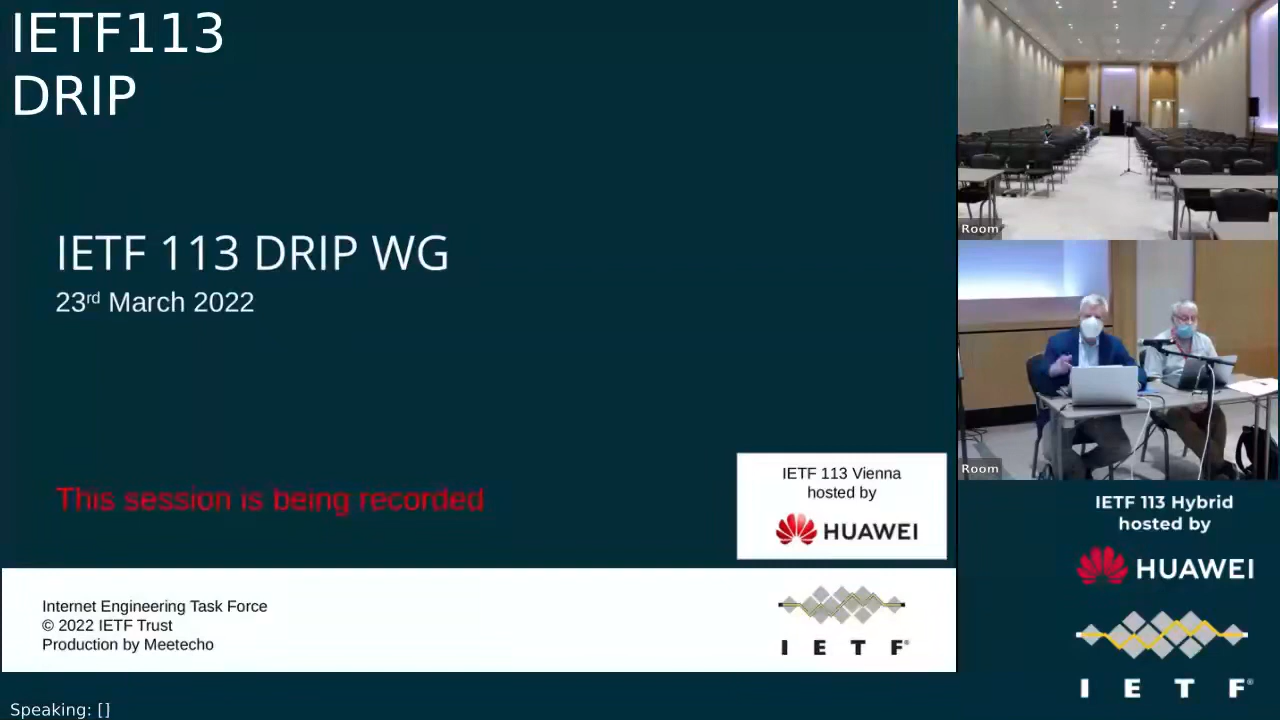 IETF113
DRIP
IETF 113 DRIP WG
23rd March 2022
This session is being recorded
IETF 113 Vienna
hosted by
HUAWEI
Internet Engineering Task Force
© 2022 IETF Trust
Production by Meetecho
I E T F®
Speaking: []
Room
Room
IETF 113 Hybrid
hosted by
HUAWEI
I E T F®